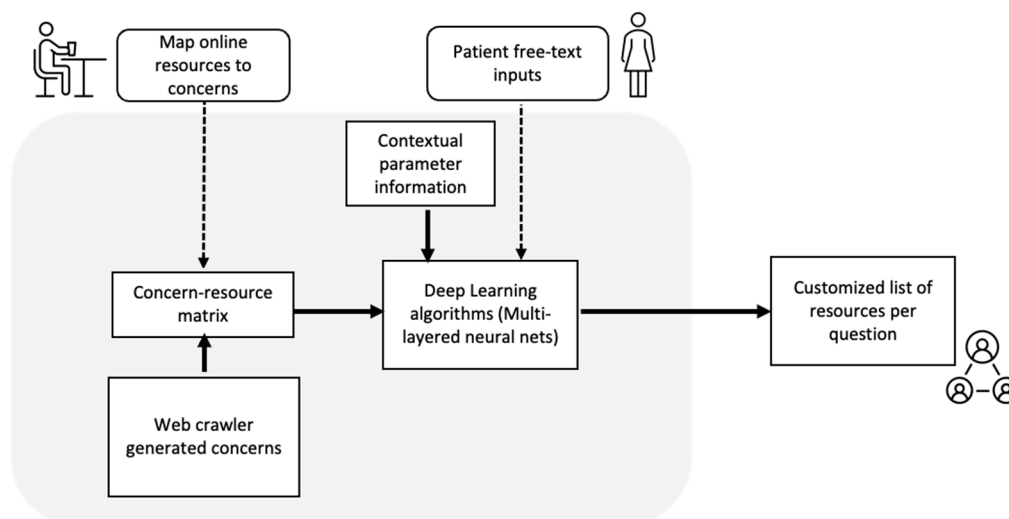 Map online
resources to
concerns
Patient free-text
inputs
Contextual
parameter
information
Concern-resource
matrix
Deep Learning
algorithms (Multi-
layered neural nets)
Customized list of
resources per
question
Web crawler
generated concerns